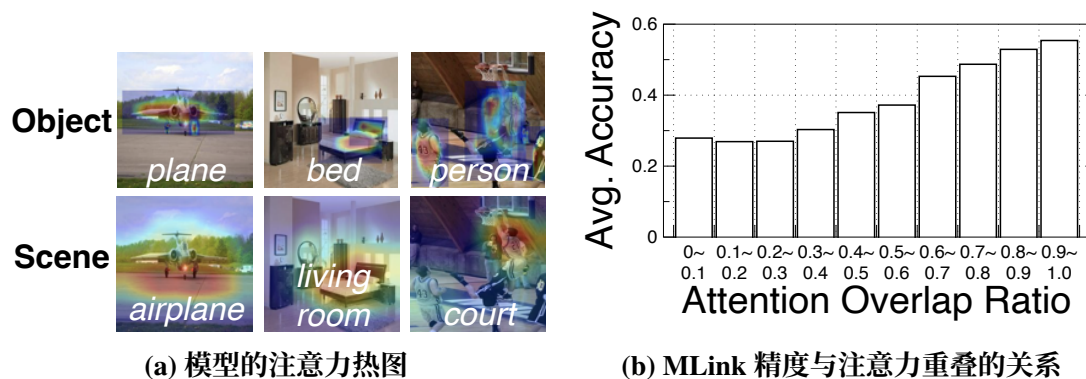 Object
plane
bed
person
Scene
airplane
living
room
court
(a) 模型的注意力热图
Avg. Accuracy
0.6
0.4
0.2
0
0~ 0.1~ 0.2~ 0.3~ 0.4~ 0.5~ 0.6~ 0.7~ 0.8~ 0.9~
0.1 0.2 0.3 0.4 0.5 0.6 0.7 0.8 0.9 1.0
Attention Overlap Ratio
(b) MLink 精度与注意力重叠的关系